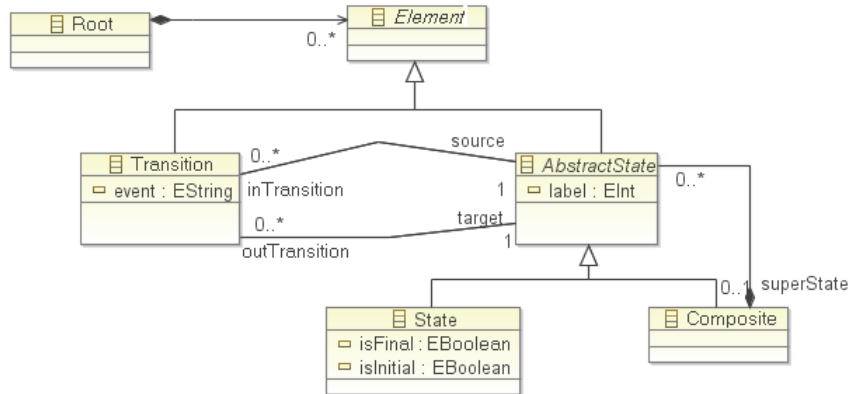 Root
Element
0..*
Transition
event : EString
0..*
inTransition
0..*
outTransition
source
1
target
1
AbstractState
label : EInt
0..*
0..1
superState
State
isFinal : EBoolean
isInitial : EBoolean
Composite